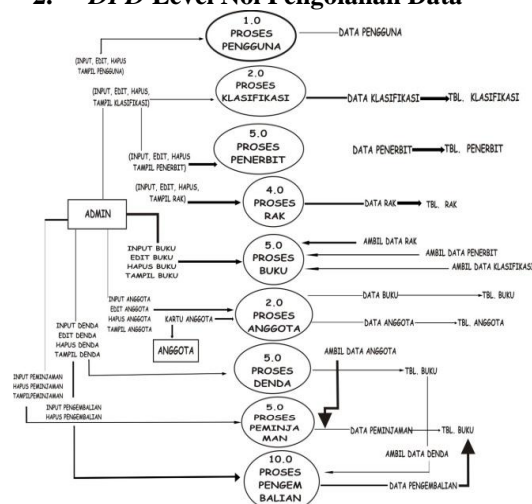 2. DFD Level Nol Pengolahan Data
1.0
PROSES
PENGGUNA
DATA PENGGUNA
(INPUT, EDIT, HAPUS
TAMPIL PENGGUNA)
2.0
PROSES
KLASIFIKASI
(INPUT, EDIT, HAPUS,
TAMPIL KLASIFIKASI)
DATA KLASIFIKASI
TBL. KLASIFIKASI
5.0
PROSES
PENERBIT
(INPUT, EDIT, HAPUS
TAMPIL PENERBIT)
DATA PENERBIT
TBL. PENERBIT
(INPUT, EDIT, HAPUS,
TAMPIL RAK)
4.0
PROSES
RAK
DATA RAK
TBL. RAK
ADMIN
INPUT BUKU
EDIT BUKU
HAPUS BUKU
TAMPIL BUKU
5.0
PROSES
BUKU
AMBIL DATA RAK
AMBIL DATA PENERBIT
AMBIL DATA KLASIFIKASI
INPUT ANGGOTA
EDIT ANGGOTA
HAPUS ANGGOTA
TAMPIL ANGGOTA
KARTU ANGGOTA
ANGGOTA
2.0
PROSES
ANGGOTA
DATA BUKU
TBL. BUKU
DATA ANGGOTA
TBL. ANGGOTA
INPUT DENDA
EDIT DENDA
HAPUS DENDA
TAMPIL DENDA
5.0
PROSES
DENDA
AMBIL DATA ANGGOTA
TBL. BUKU
INPUT PEMINJAMAN
HAPUS PEMINJAMAN
TAMPILPEMINJAMAN
5.0
PROSES
PEMINJA
MAN
DATA PEMINJAMAN
TBL. BUKU
INPUT PENGEMBALIAN
HAPUS PENGEMBALIAN
AMBIL DATA DENDA
10.0
PROSES
PENGEM
BALIAN
DATA PENGEMBALIAN